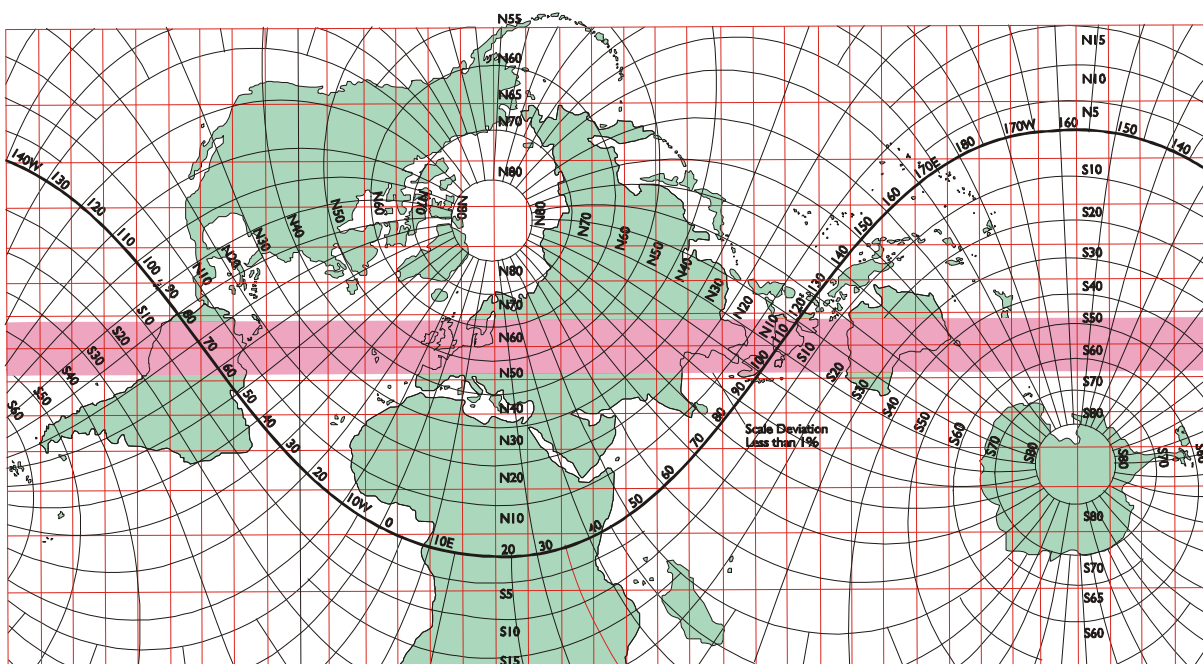 N55
N60
N65
N70
N80
N80
N70
N60
N50
N40
N30
N20
N10
20
S5
S10
S15
N15
N10
N5
170W
160
150
140
S10
S20
S30
S40
S50
S60
S70
S80
S80
S70
S65
S60
140W
130
120
110
100
90
80
70
60
50
40
30
20
10W
0
10E
30
40
50
60
70
80
90
100
110
120
130
140
150
160
170E
180
N10
N20
N30
N40
N50
N60
N70
N80
N80
N70
N60
N50
N40
N30
N20
N10
S10
S20
S30
S40
S50
S60
S10
S20
S30
S40
S50
S60
S70
S80
S80
S70
Scale Deviation
Less than 1%